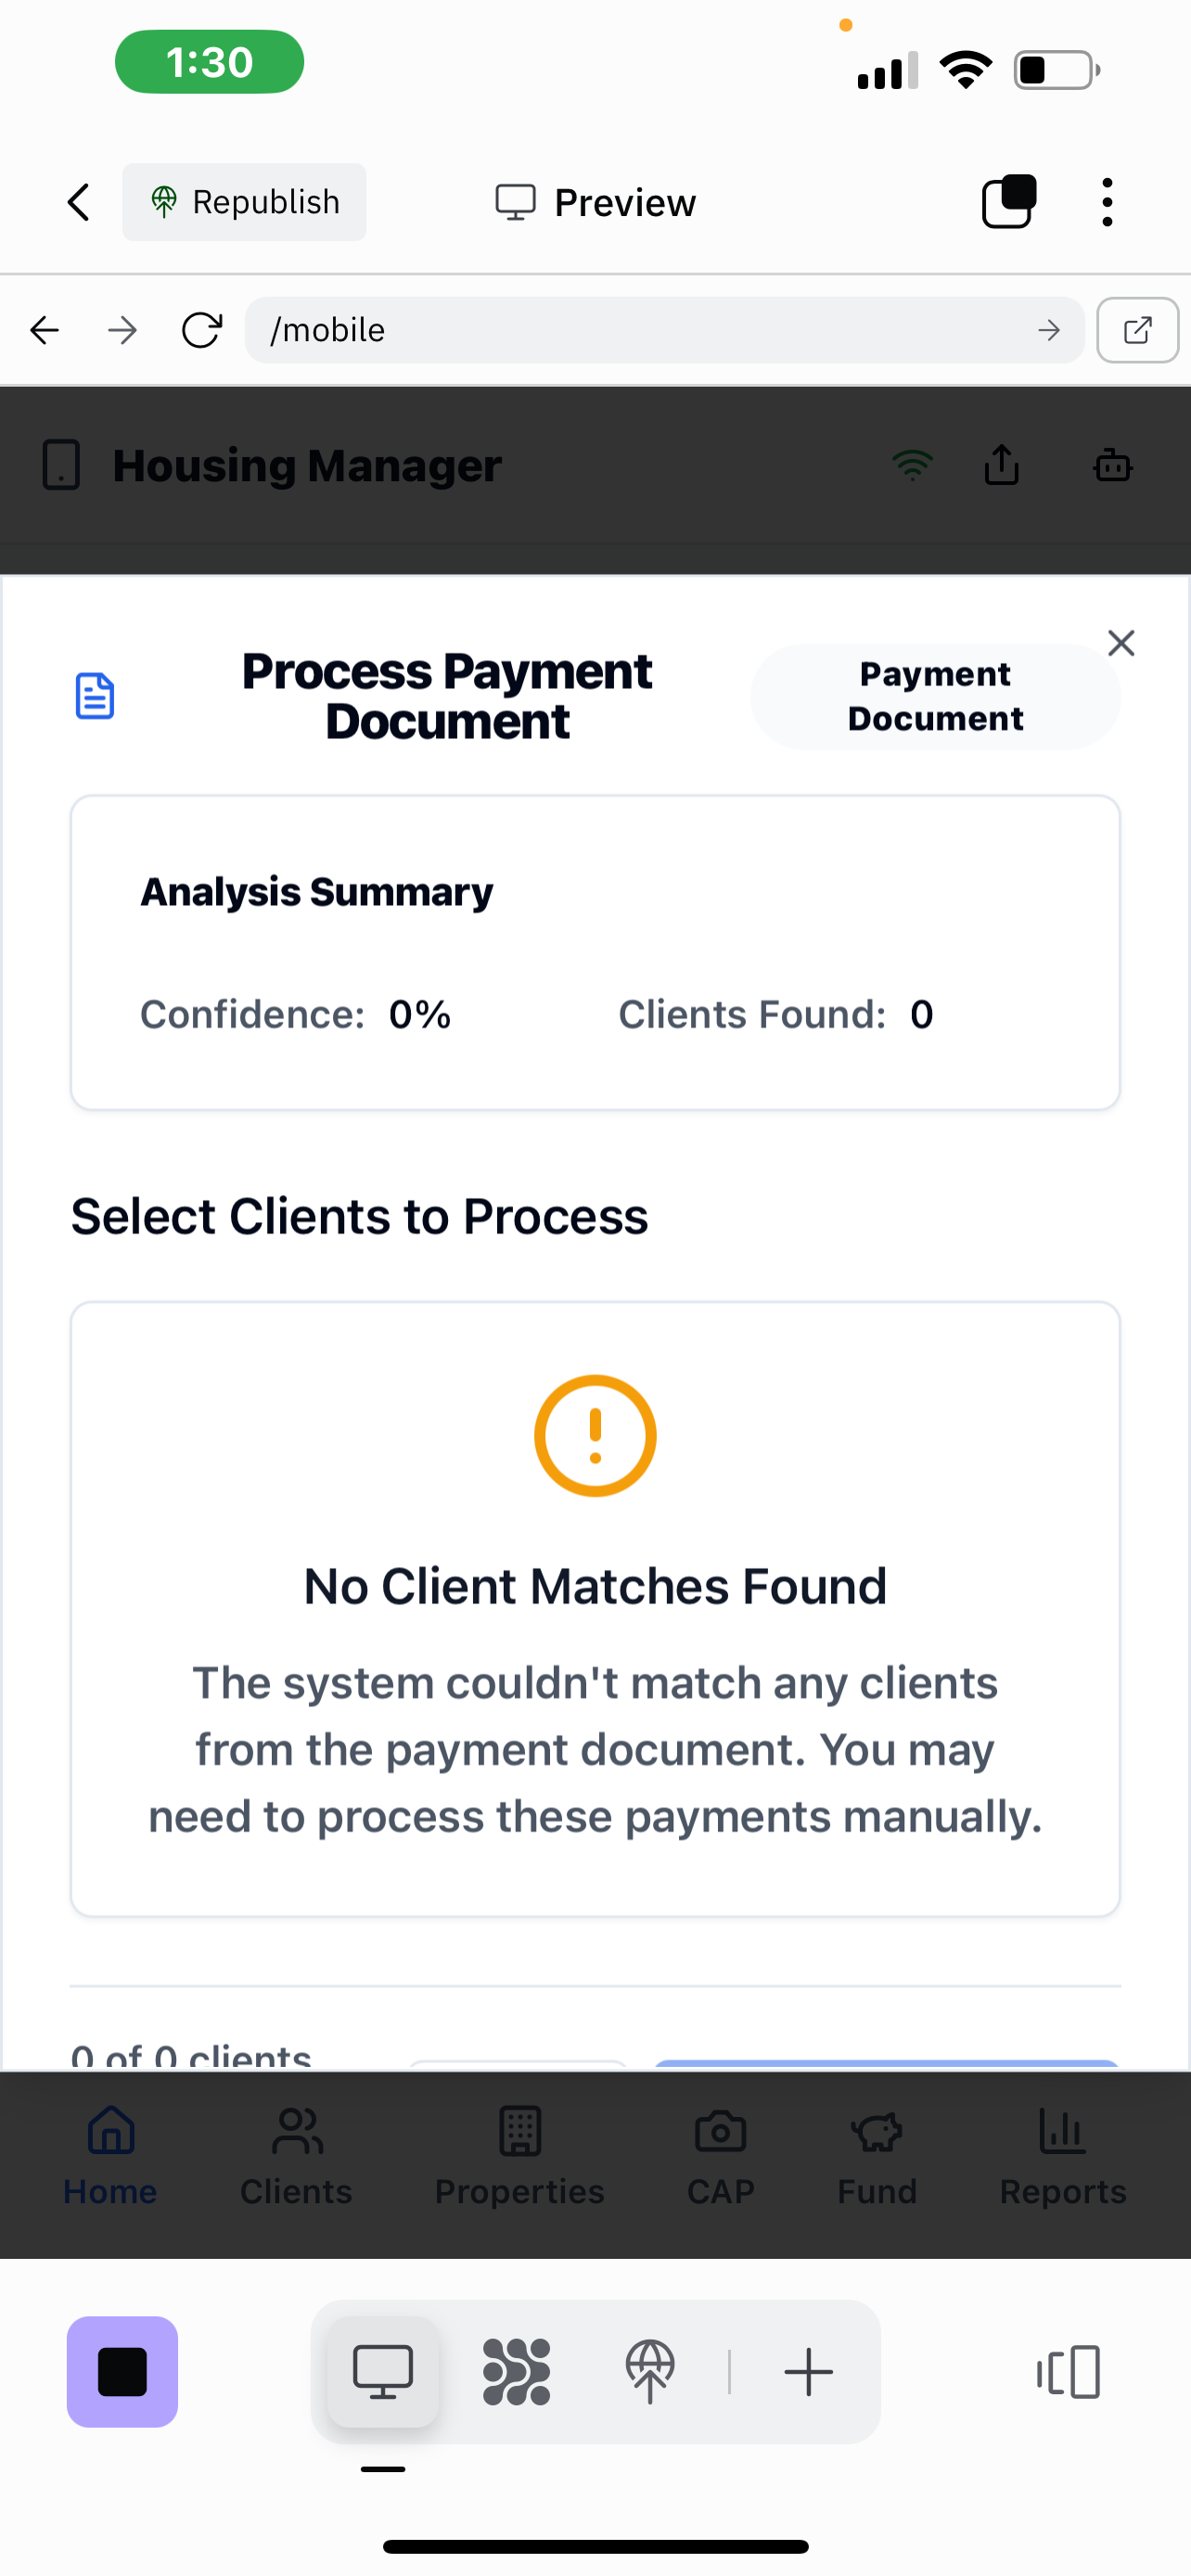 1:30
Republish
Preview
/mobile
Housing Manager
Process Payment
Document
Payment
Document
Analysis Summary
Confidence: 0%
Clients Found: 0
Select Clients to Process
No Client Matches Found
The system couldn't match any clients
from the payment document. You may
need to process these payments manually.
0 of 0 clients
Home
Clients
Properties
CAP
Fund
Reports